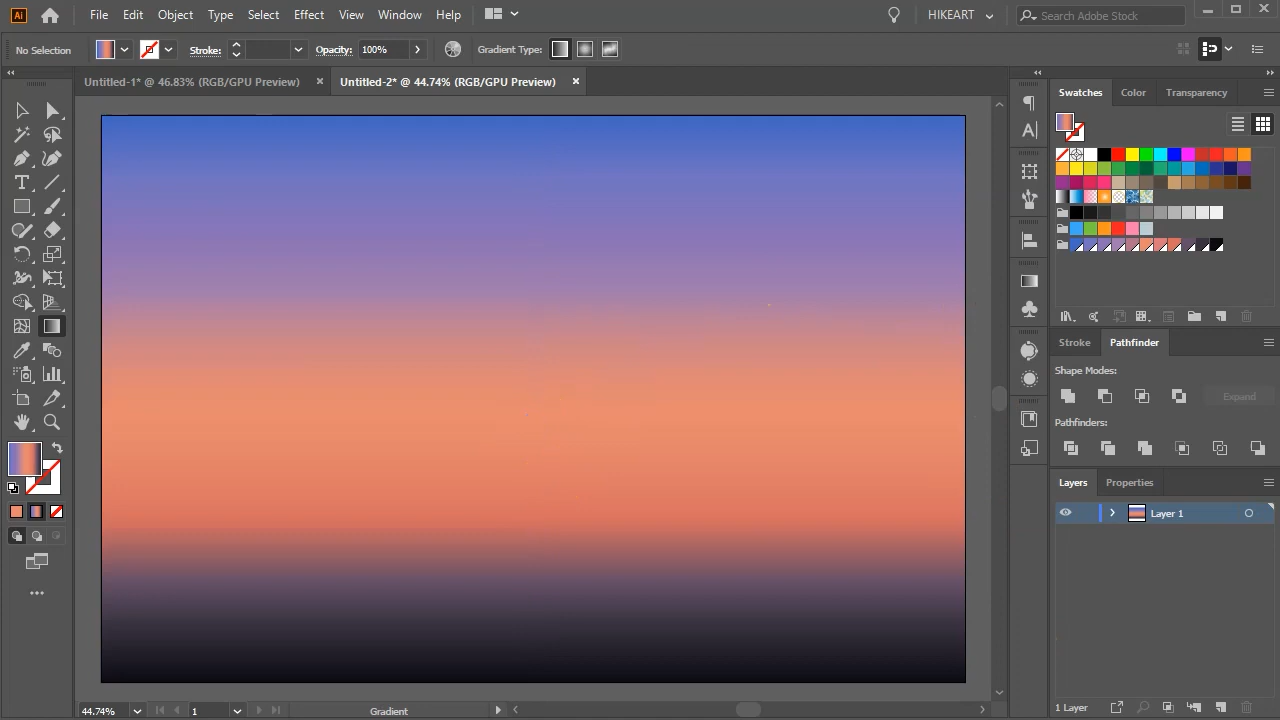 Ai File Edit Object Type Select Effect View Window Help HIKEART Search Adobe Stock
No Selection Stroke: Opacity: 100% Gradient Type:
Untitled-1* @ 46.83% (RGB/GPU Preview) × Untitled-2* @ 44.74% (RGB/GPU Preview) ×
Swatches Color Transparency
Stroke Pathfinder
Shape Modes:
Expand
Pathfinders:
Layers Properties
Layer 1
44.74% 1 Gradient 1 Layer